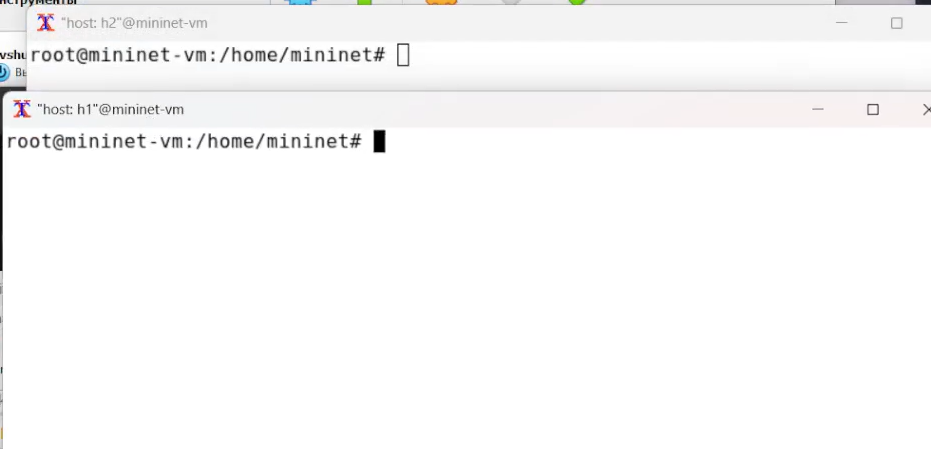 "host: h2"@mininet-vm
root@mininet-vm:/home/mininet#
"host: h1"@mininet-vm
root@mininet-vm:/home/mininet#